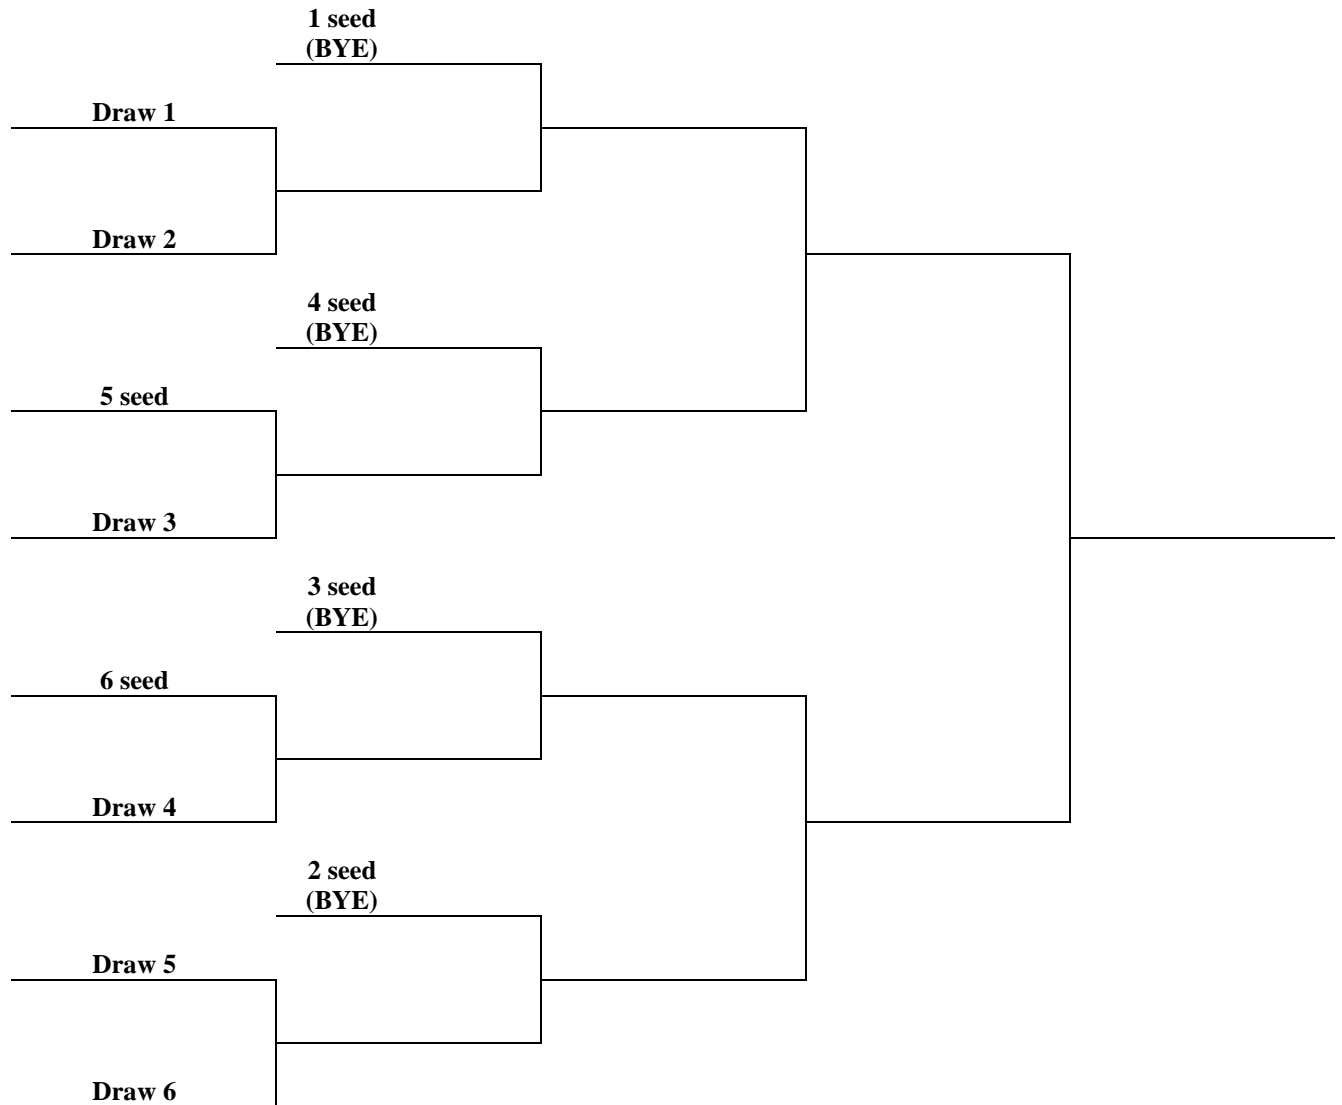 1 seed
(BYE)
Draw 1
Draw 2
4 seed
(BYE)
5 seed
Draw 3
3 seed
(BYE)
6 seed
Draw 4
2 seed
(BYE)
Draw 5
Draw 6